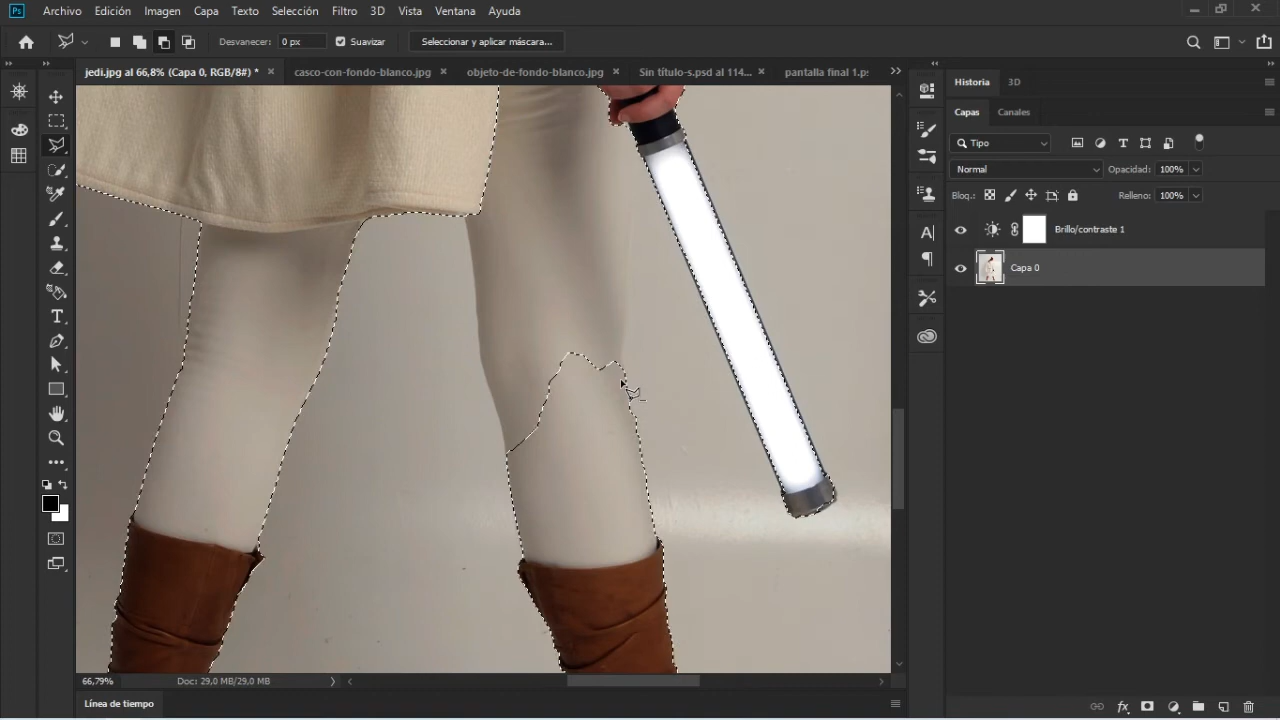 Ps Archivo Edición Imagen Capa Texto Selección Filtro 3D Vista Ventana Ayuda
Desvanecer: 0 px Suavizar Seleccionar y aplicar máscara...
jedi.jpg al 66,8% (Capa 0, RGB/8#) * casco-con-fondo-blanco.jpg objeto-de-fondo-blanco.jpg Sin título-s.psd al 114... pantalla final 1.ps
Historia 3D
Capas Canales
Tipo
Normal Opacidad: 100%
Bloq.: Relleno: 100%
Brillo/contraste 1
Capa 0
66,79% Doc: 29,0 MB/29,0 MB
Línea de tiempo